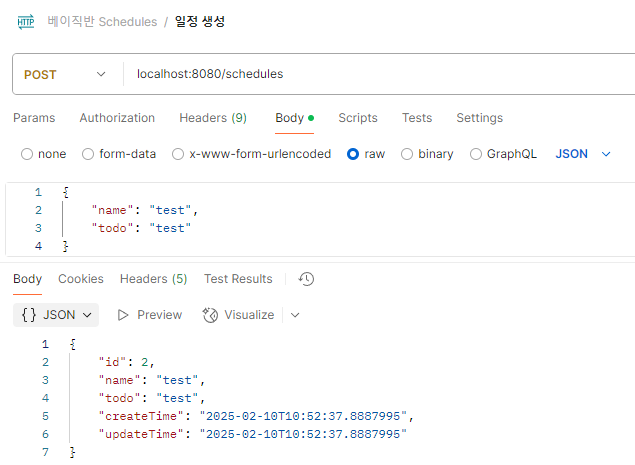 HTTP 베이직반 Schedules / 일정 생성
POST localhost:8080/schedules
Params Authorization Headers (9) Body Scripts Tests Settings
none form-data x-www-form-urlencoded raw binary GraphQL JSON
1 {
2 "name": "test",
3 "todo": "test"
4 }
Body Cookies Headers (5) Test Results
{} JSON Preview Visualize
1 {
2 "id": 2,
3 "name": "test",
4 "todo": "test",
5 "createTime": "2025-02-10T10:52:37.8887995",
6 "updateTime": "2025-02-10T10:52:37.8887995"
7 }